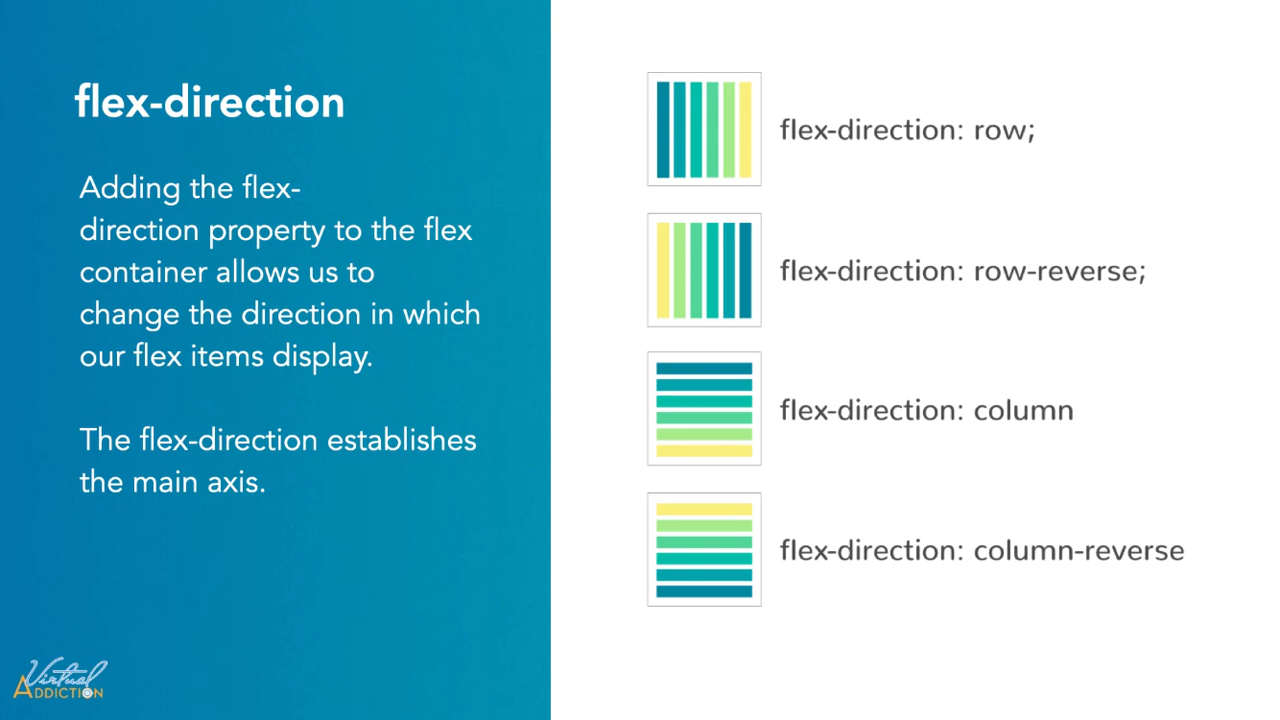 flex-direction
Adding the flex-
direction property to the flex
container allows us to
change the direction in which
our flex items display.
The flex-direction establishes
the main axis.
flex-direction: row;
flex-direction: row-reverse;
flex-direction: column
flex-direction: column-reverse
Virtual
ADDICTION